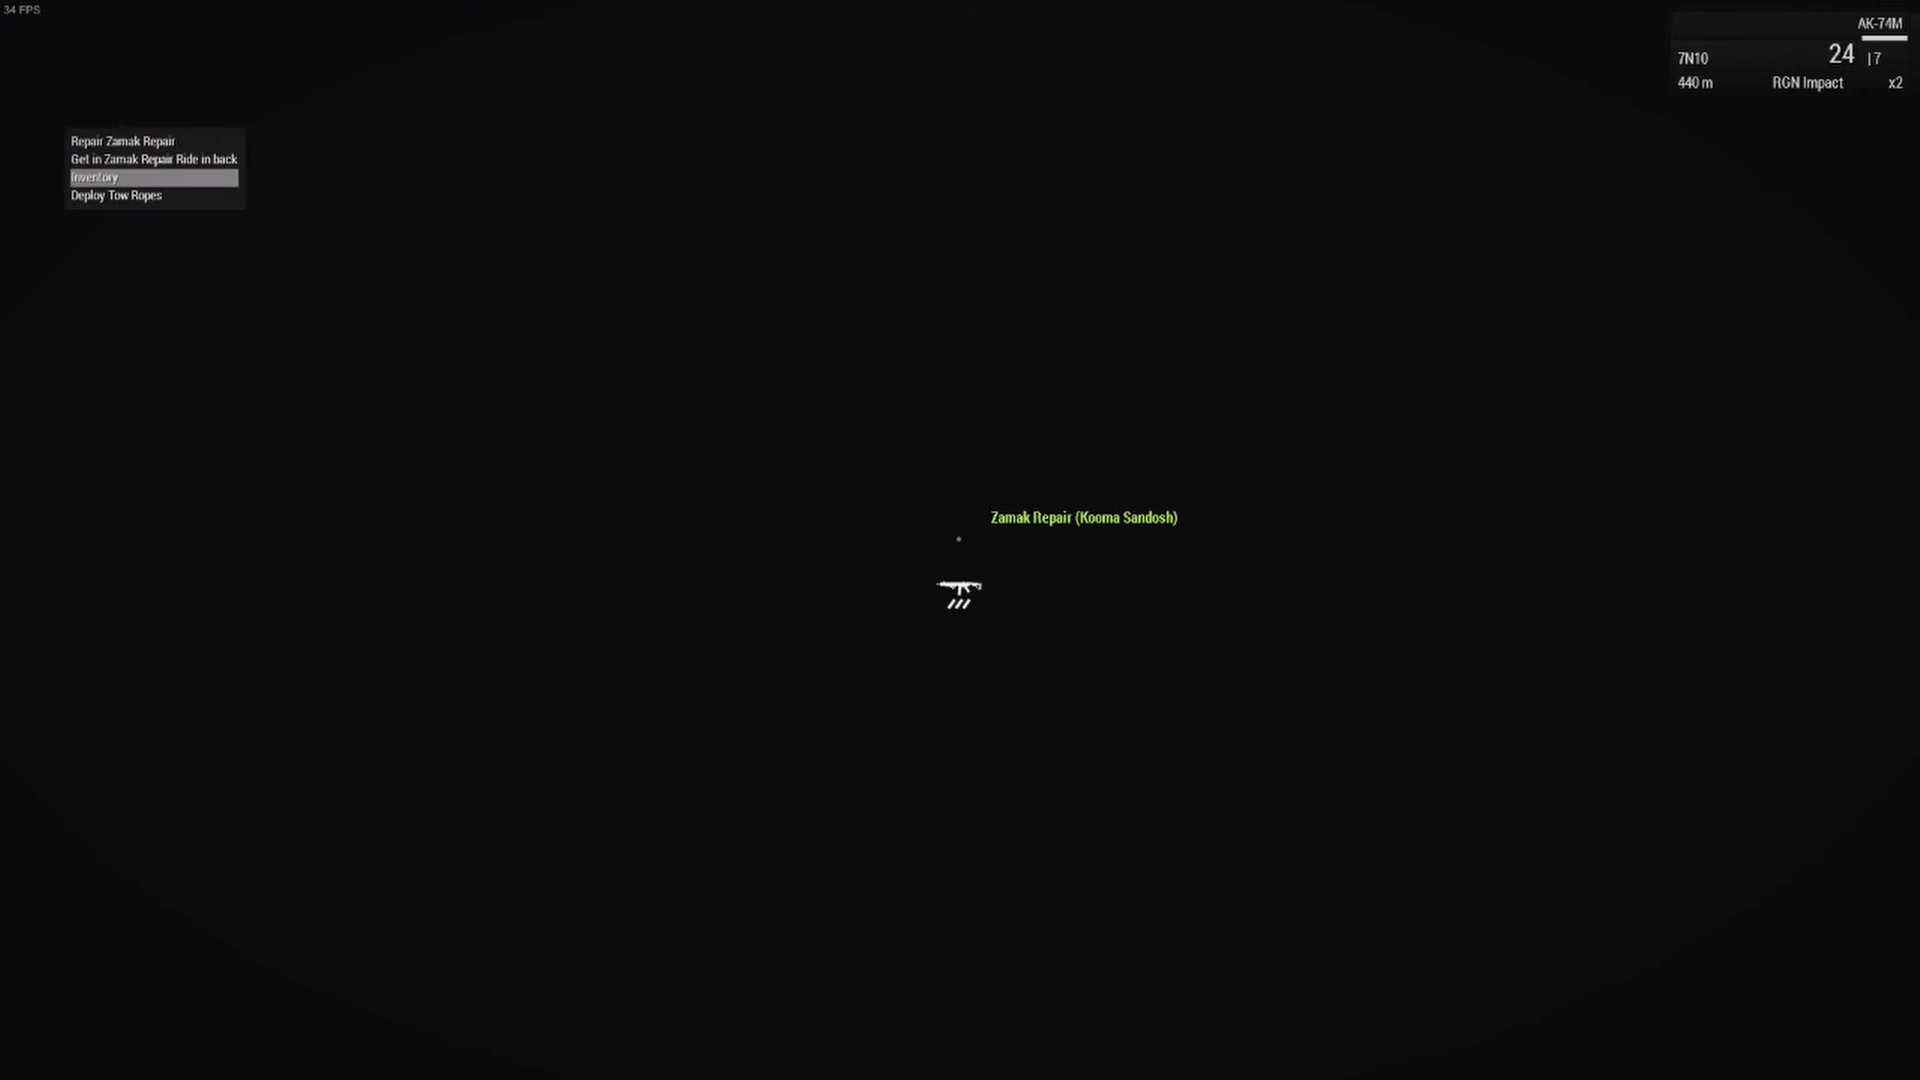 34 FPS
AK-74M
7N10 24 | 7
440 m RGN Impact x2
Repair Zamak Repair
Get in Zamak Repair Ride in back
Inventory
Deploy Tow Ropes
Zamak Repair (Kooma Sandosh)